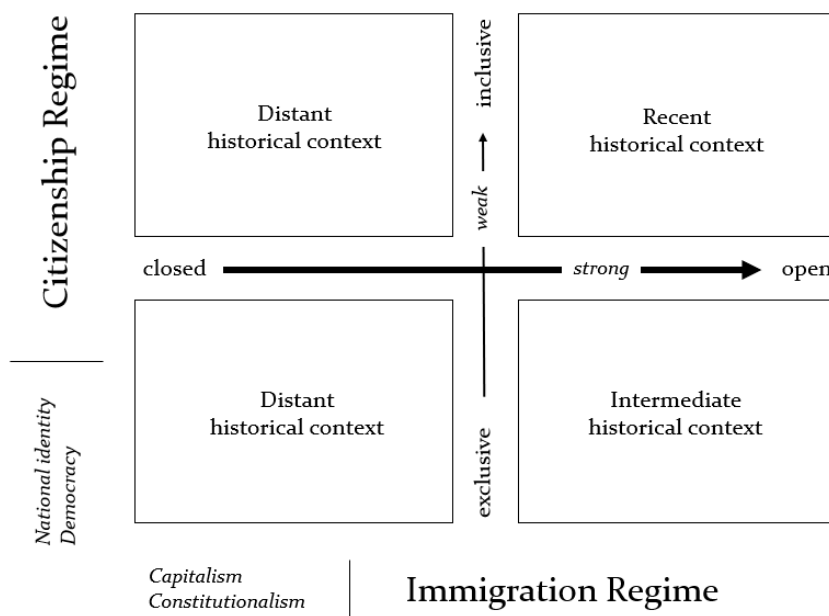 Citizenship Regime
National identity
Democracy
Distant
historical context
inclusive
weak
Recent
historical context
closed
strong
open
Distant
historical context
exclusive
Intermediate
historical context
Capitalism
Constitutionalism
Immigration Regime